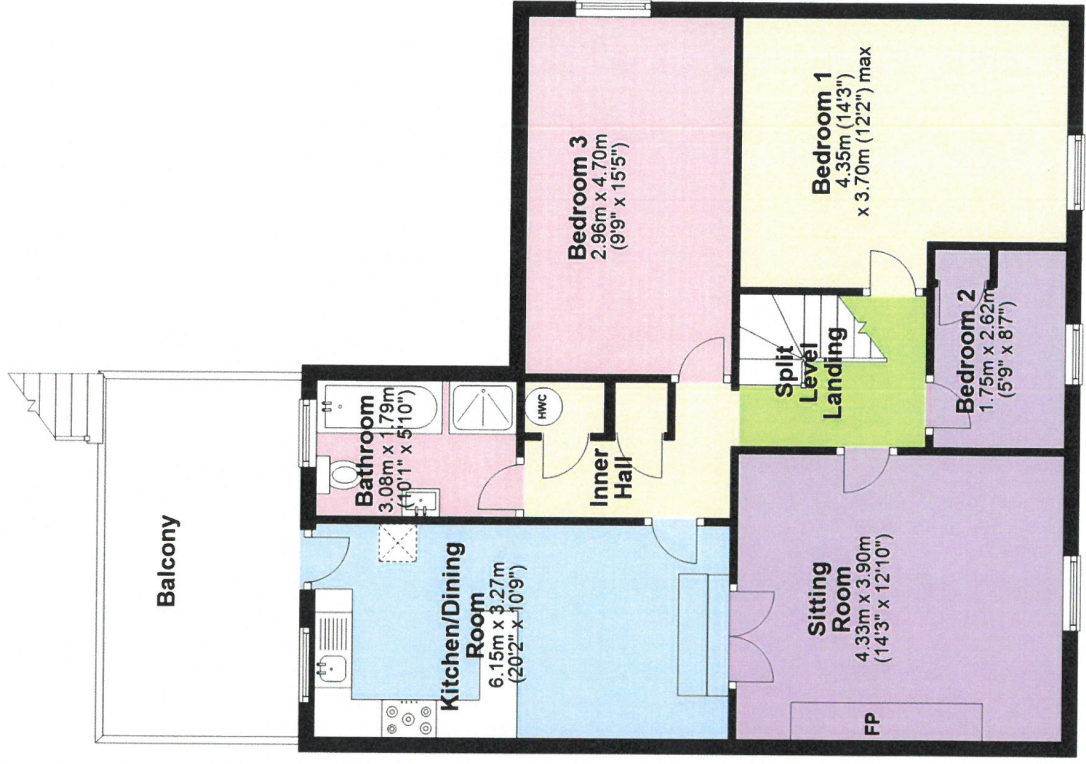 Balcony
Bathroom
3.08m x 1.79m
(10'1" x 5'10")
Kitchen/Dining
Room
6.15m x 3.27m
(20'2" x 10'9")
HWC
Inner
Hall
Bedroom 3
2.96m x 4.70m
(9'9" x 15'5")
Split
Level
Landing
Bedroom 1
4.35m (14'3")
x 3.70m (12'2") max
Bedroom 2
1.75m x 2.62m
(5'9" x 8'7")
Sitting
Room
4.33m x 3.90m
(14'3" x 12'10")
FP